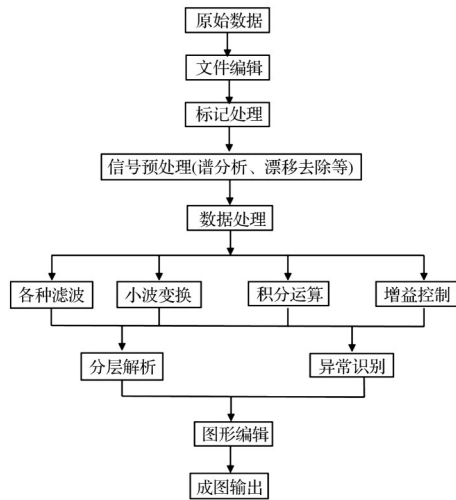 原始数据
文件编辑
标记处理
信号预处理(谱分析、漂移去除等)
数据处理
各种滤波
小波变换
积分运算
增益控制
分层解析
异常识别
图形编辑
成图输出